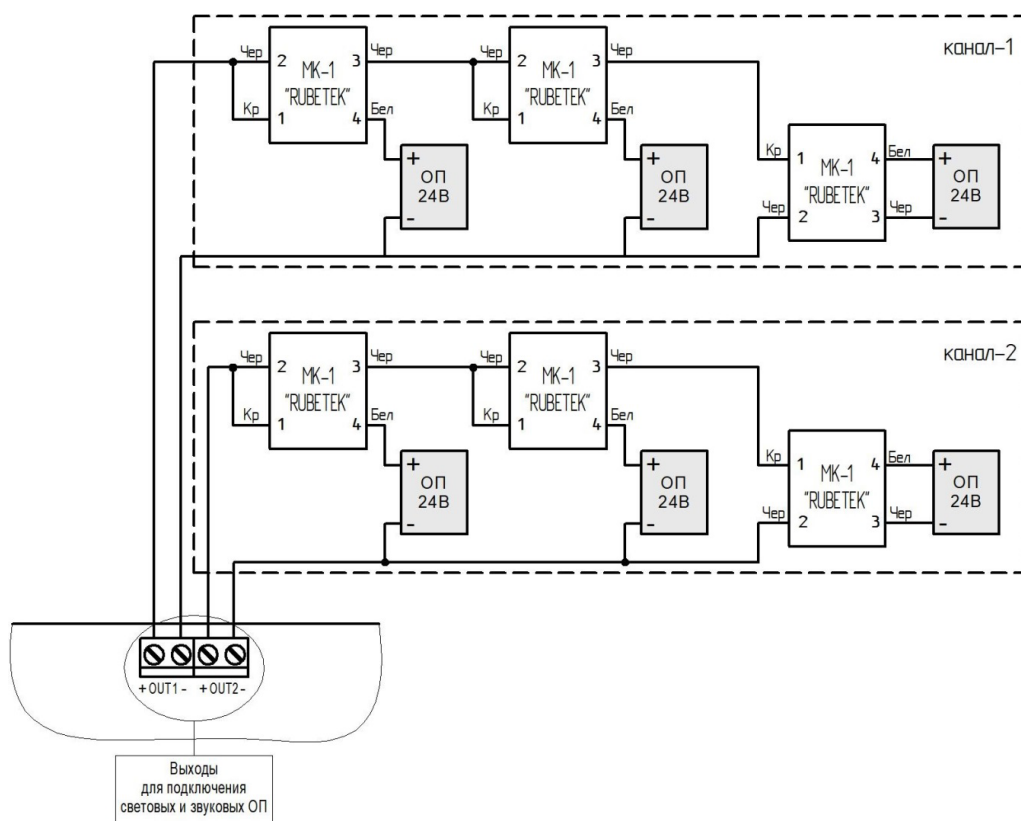 канал-1
Чер 2 МК-1 3 Чер Чер 2 МК-1 3 Чер
"RUBETEK" "RUBETEK"
Кр 1 4 Бел Кр 1 4 Бел
Кр 1 МК-1 4 Бел
"RUBETEK"
Чер 2 3 Чер
+ ОП 24В -
+ ОП 24В -
+ ОП 24В -
канал-2
Чер 2 МК-1 3 Чер Чер 2 МК-1 3 Чер
"RUBETEK" "RUBETEK"
Кр 1 4 Бел Кр 1 4 Бел
Кр 1 МК-1 4 Бел
"RUBETEK"
Чер 2 3 Чер
+ ОП 24В -
+ ОП 24В -
+ ОП 24В -
+ OUT1 - + OUT2 -
Выходы
для подключения
световых и звуковых ОП